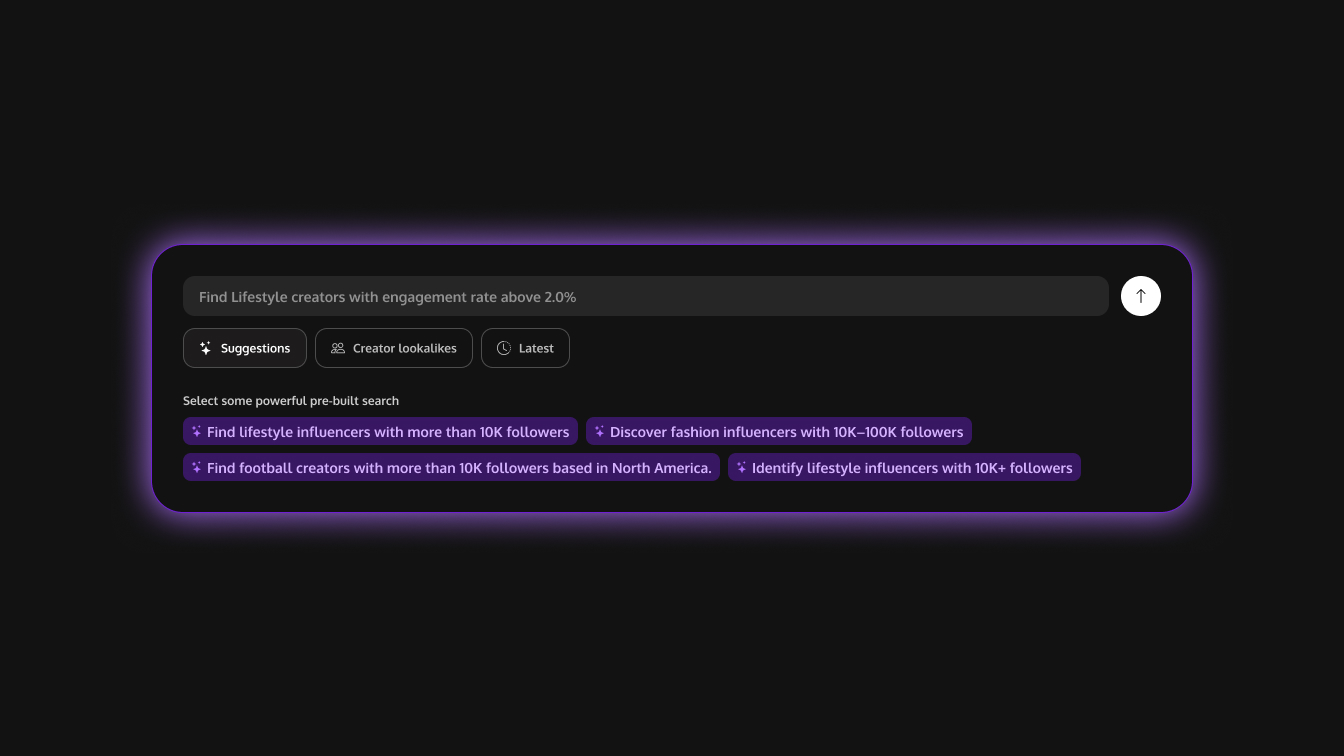 Find Lifestyle creators with engagement rate above 2.0%
Suggestions Creator lookalikes Latest
Select some powerful pre-built search
Find lifestyle influencers with more than 10K followers Discover fashion influencers with 10K–100K followers
Find football creators with more than 10K followers based in North America. Identify lifestyle influencers with 10K+ followers